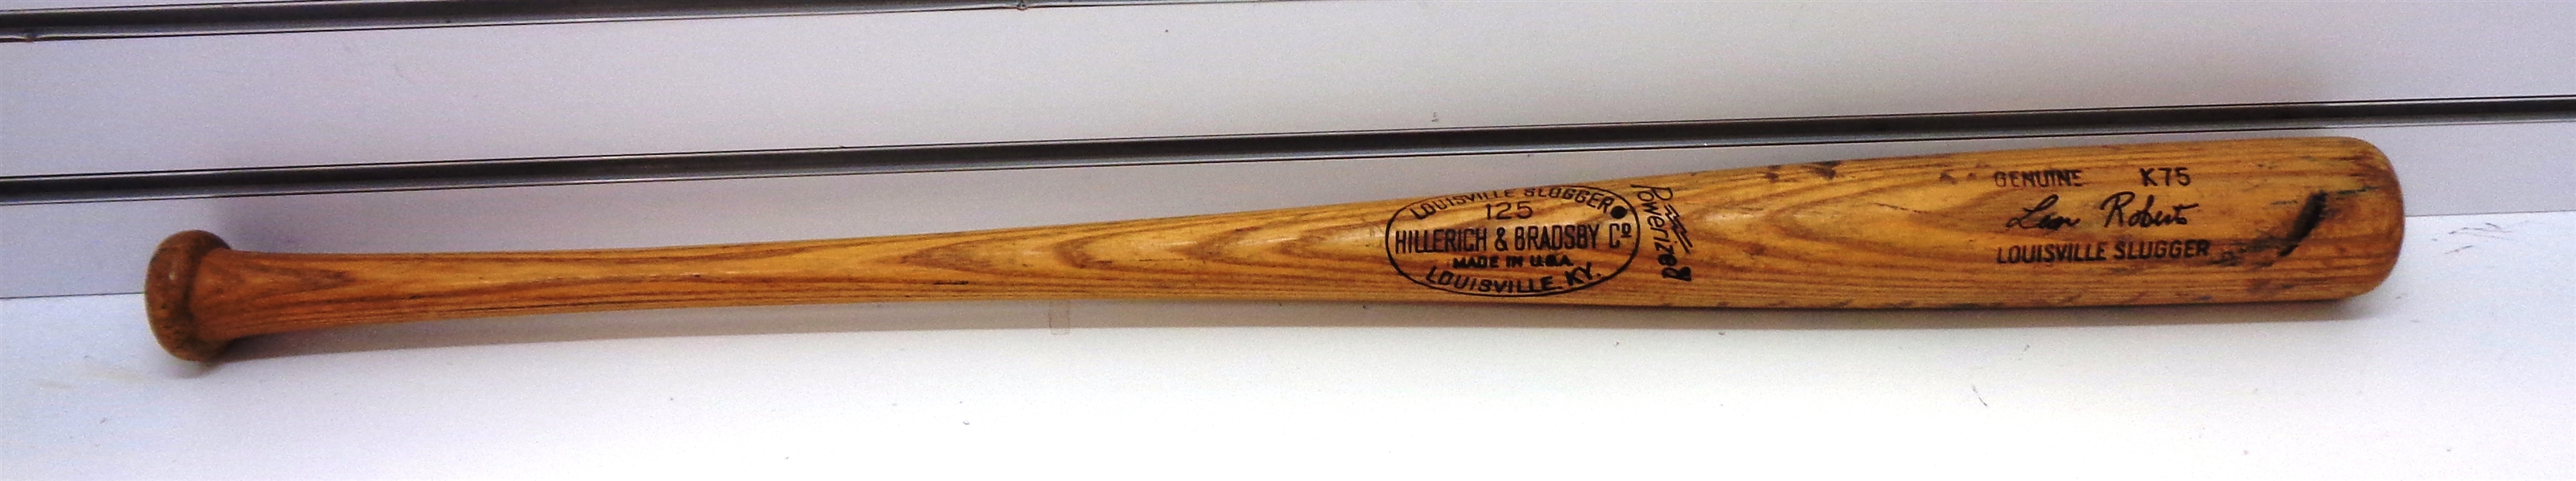 LOUISVILLE SLUGGER
125
HILLERICH & BRADSBY Cº
MADE IN U.S.A.
LOUISVILLE. KY.
Powerized
GENUINE K75
Leon Roberts
LOUISVILLE SLUGGER